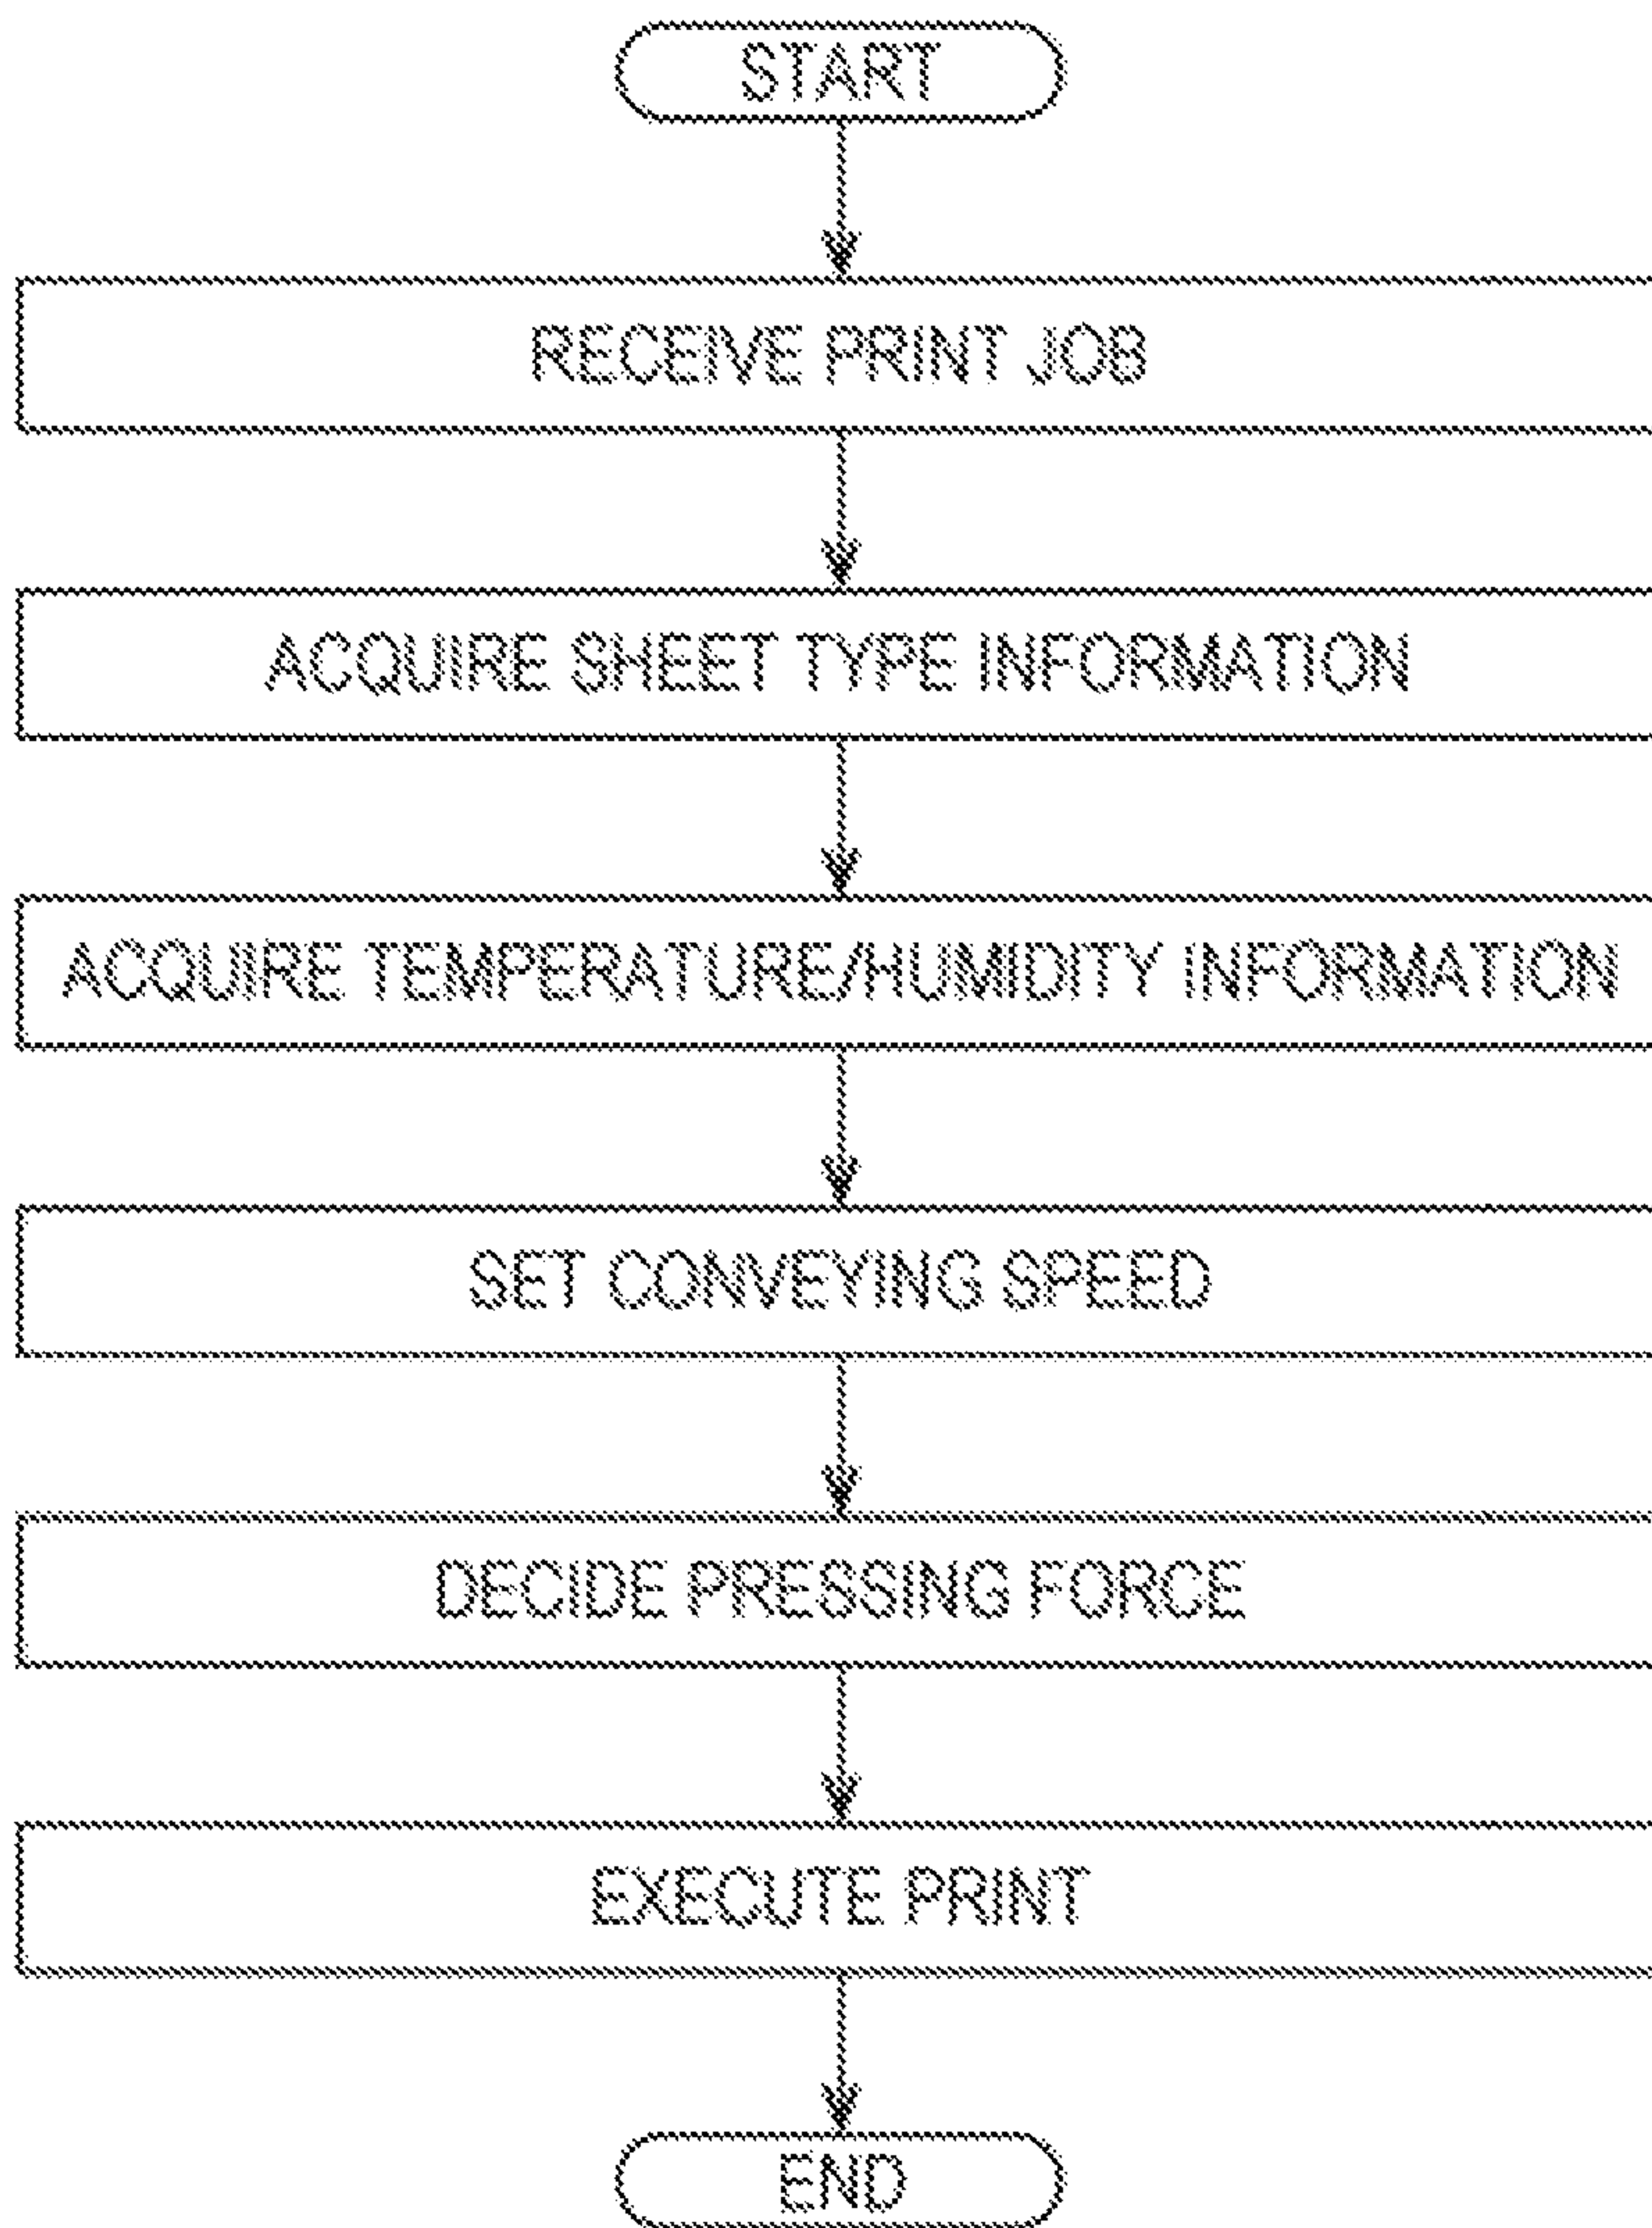 START
RECEIVE PRINT JOB
ACQUIRE SHEET TYPE INFORMATION
ACQUIRE TEMPERATURE/HUMIDITY INFORMATION
SET CONVEYING SPEED
DECIDE PRESSING FORCE
EXECUTE PRINT
END